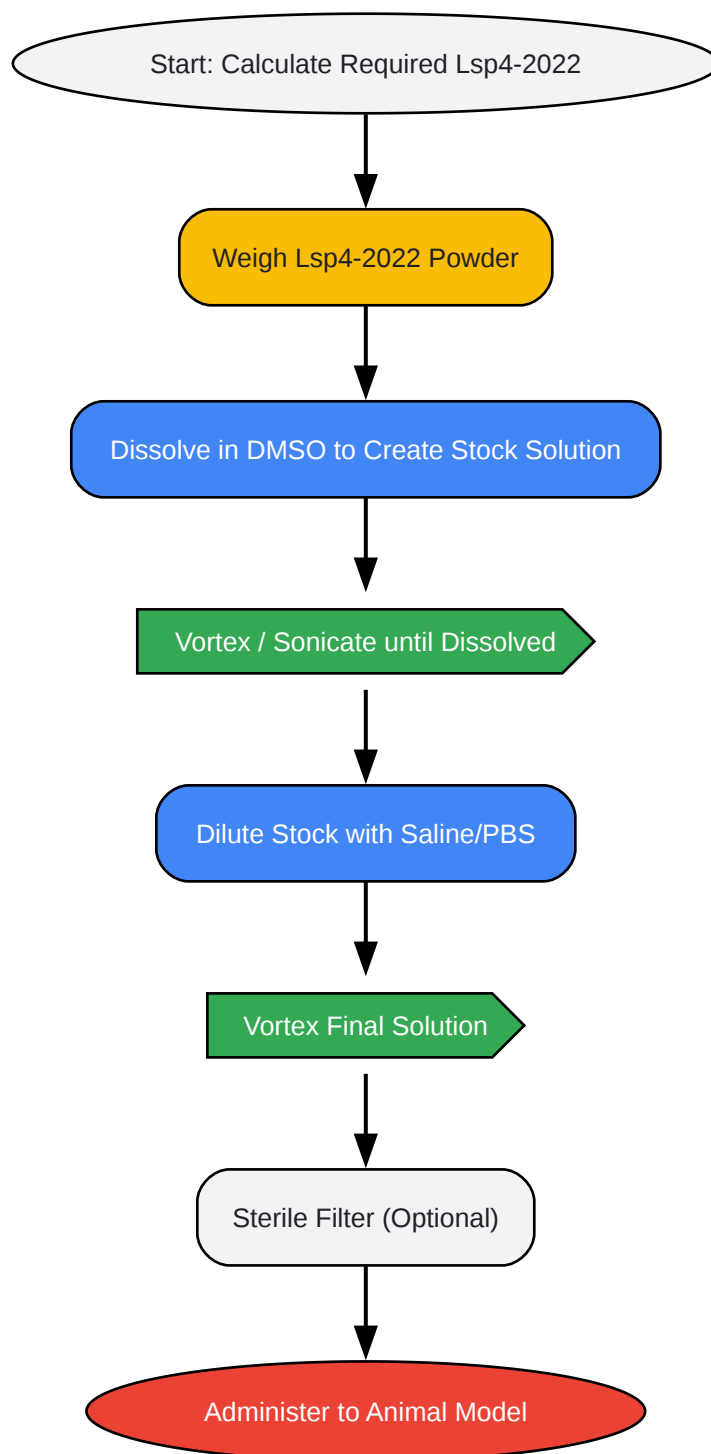 Start: Calculate Required Lsp4-2022
Weigh Lsp4-2022 Powder
Dissolve in DMSO to Create Stock Solution
Vortex / Sonicate until Dissolved
Dilute Stock with Saline/PBS
Vortex Final Solution
Sterile Filter (Optional)
Administer to Animal Model